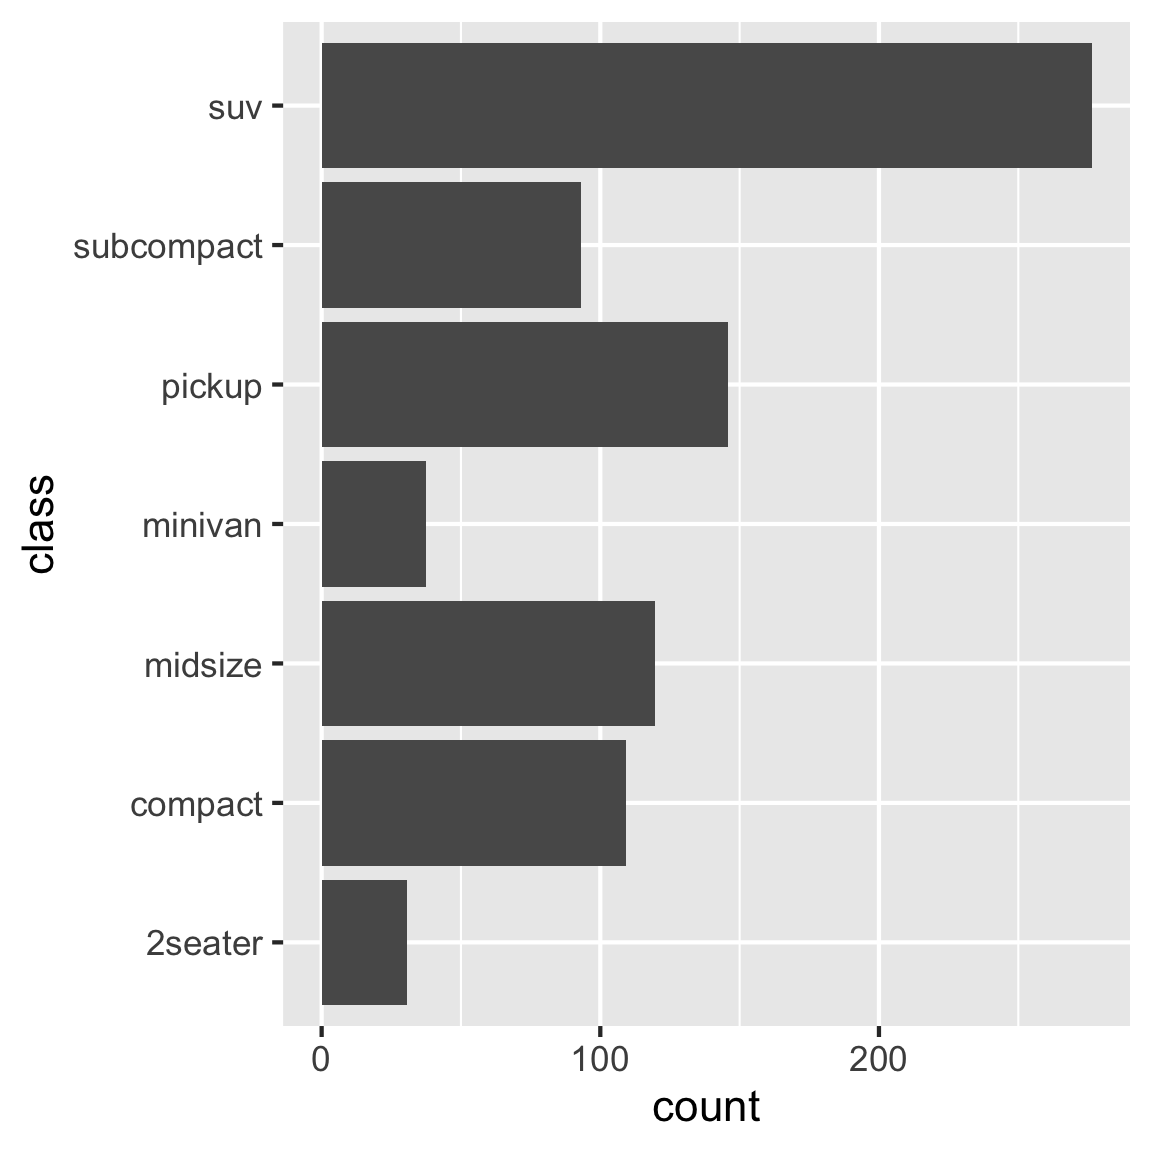 suv
subcompact
pickup
minivan
midsize
compact
2seater
class
0 100 200
count